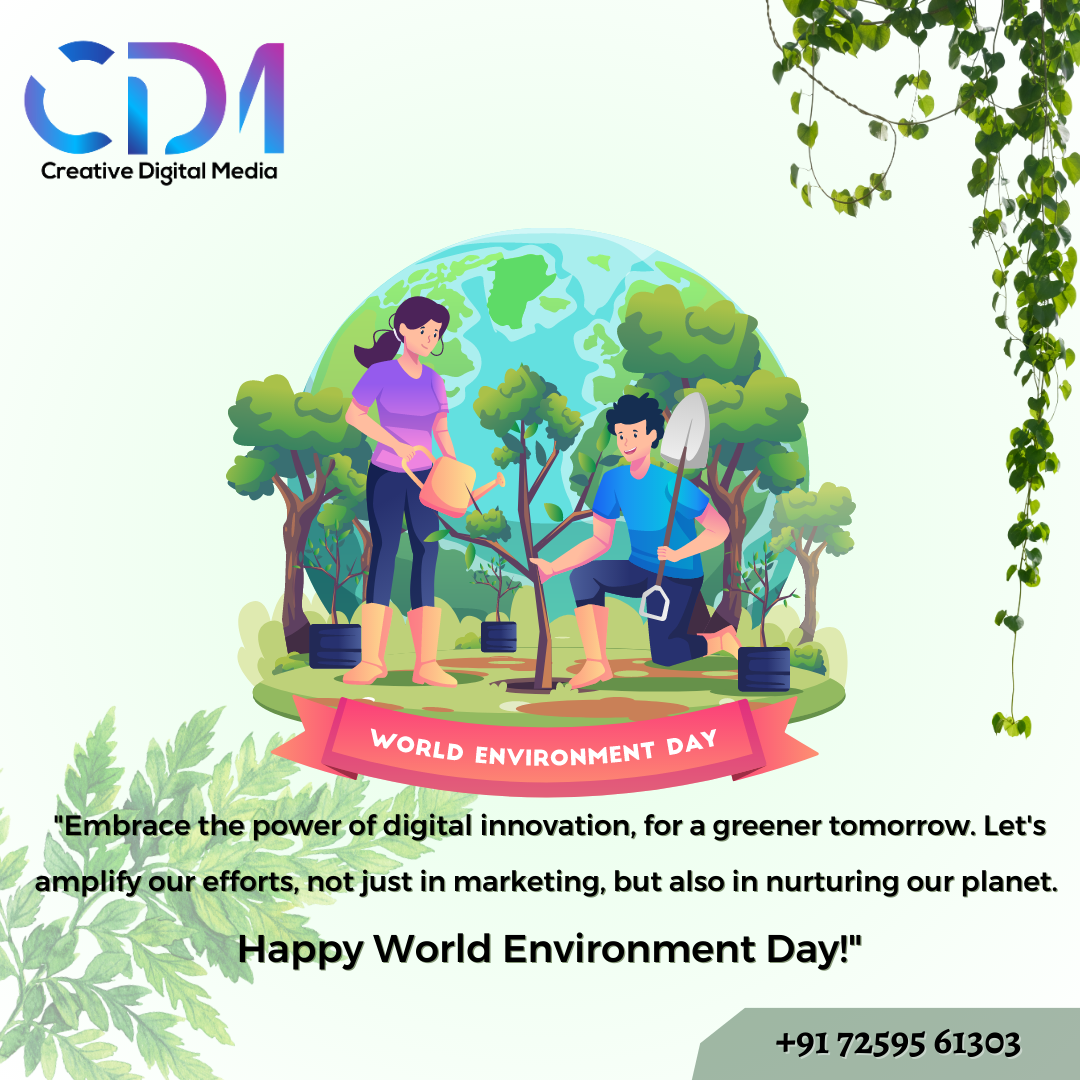 CDM
Creative Digital Media
WORLD ENVIRONMENT DAY
"Embrace the power of digital innovation, for a greener tomorrow. Let's
amplify our efforts, not just in marketing, but also in nurturing our planet.
Happy World Environment Day!"
+91 72595 61303